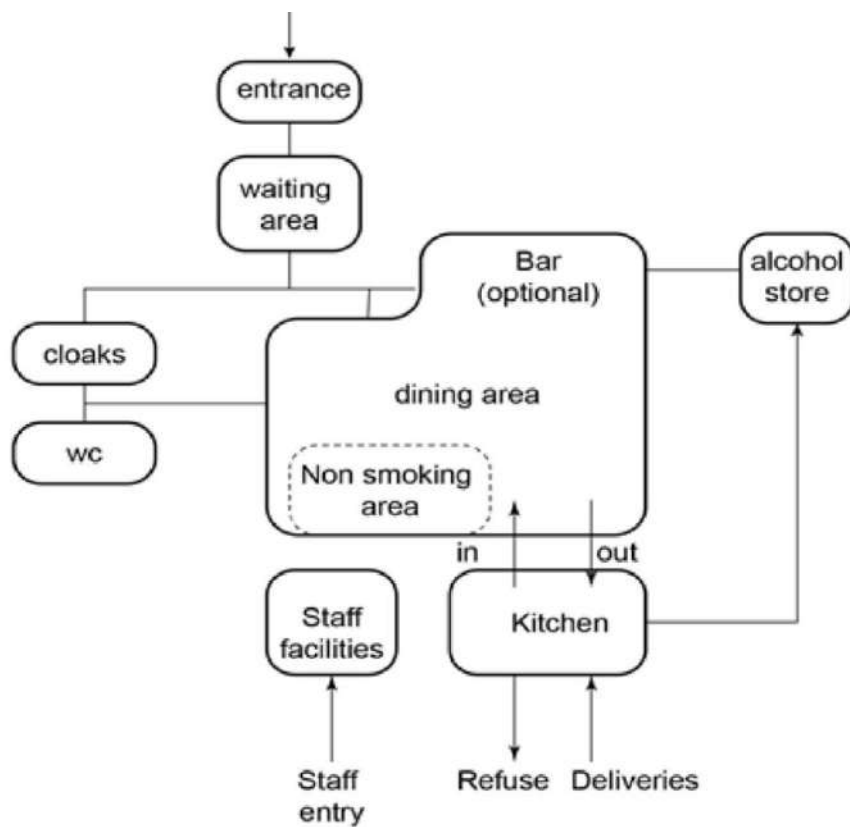 entrance
waiting
area
Bar
(optional)
alcohol
store
cloaks
dining area
wc
Non smoking
area
in
out
Staff
facilities
Kitchen
Staff
entry
Refuse
Deliveries